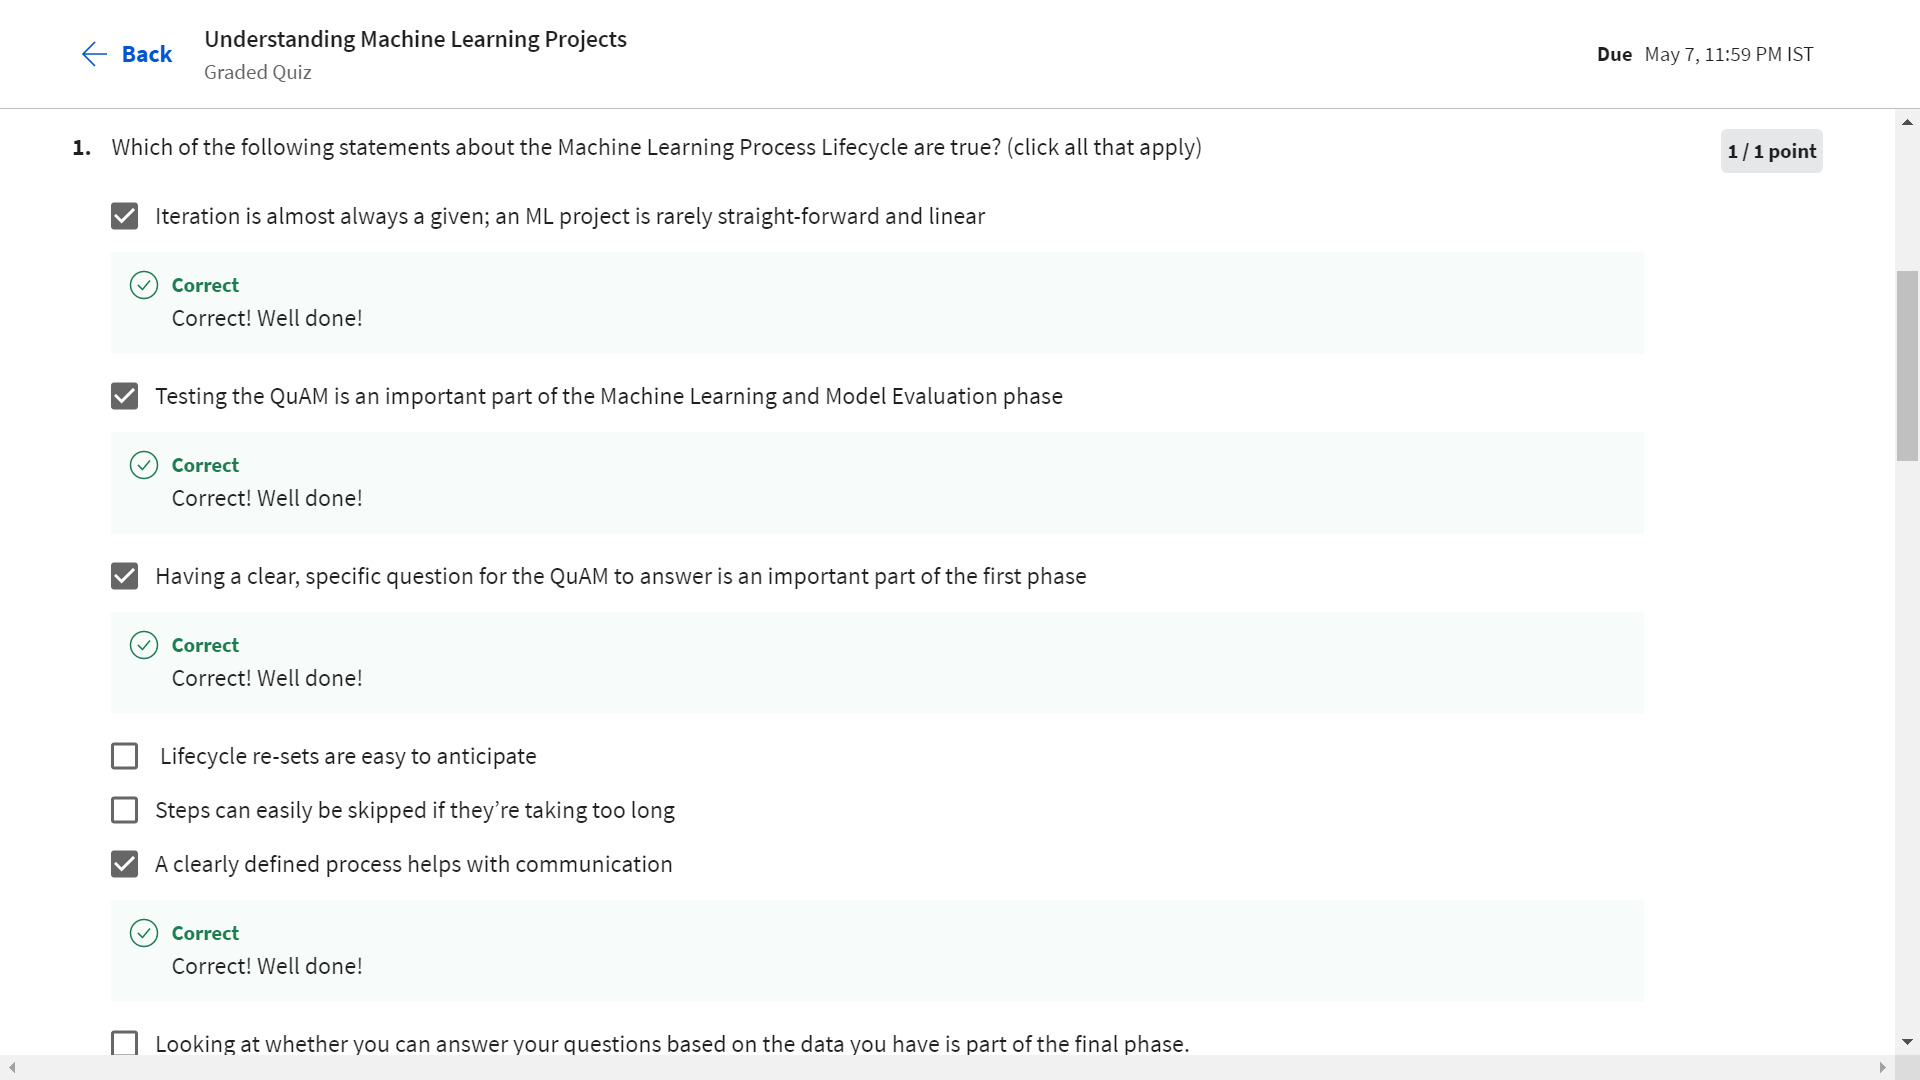 Back
Understanding Machine Learning Projects
Graded Quiz
Due May 7, 11:59 PM IST
1. Which of the following statements about the Machine Learning Process Lifecycle are true? (click all that apply)
1 / 1 point
Iteration is almost always a given; an ML project is rarely straight-forward and linear
Correct
Correct! Well done!
Testing the QuAM is an important part of the Machine Learning and Model Evaluation phase
Correct
Correct! Well done!
Having a clear, specific question for the QuAM to answer is an important part of the first phase
Correct
Correct! Well done!
Lifecycle re-sets are easy to anticipate
Steps can easily be skipped if they’re taking too long
A clearly defined process helps with communication
Correct
Correct! Well done!
Looking at whether you can answer your questions based on the data you have is part of the final phase.